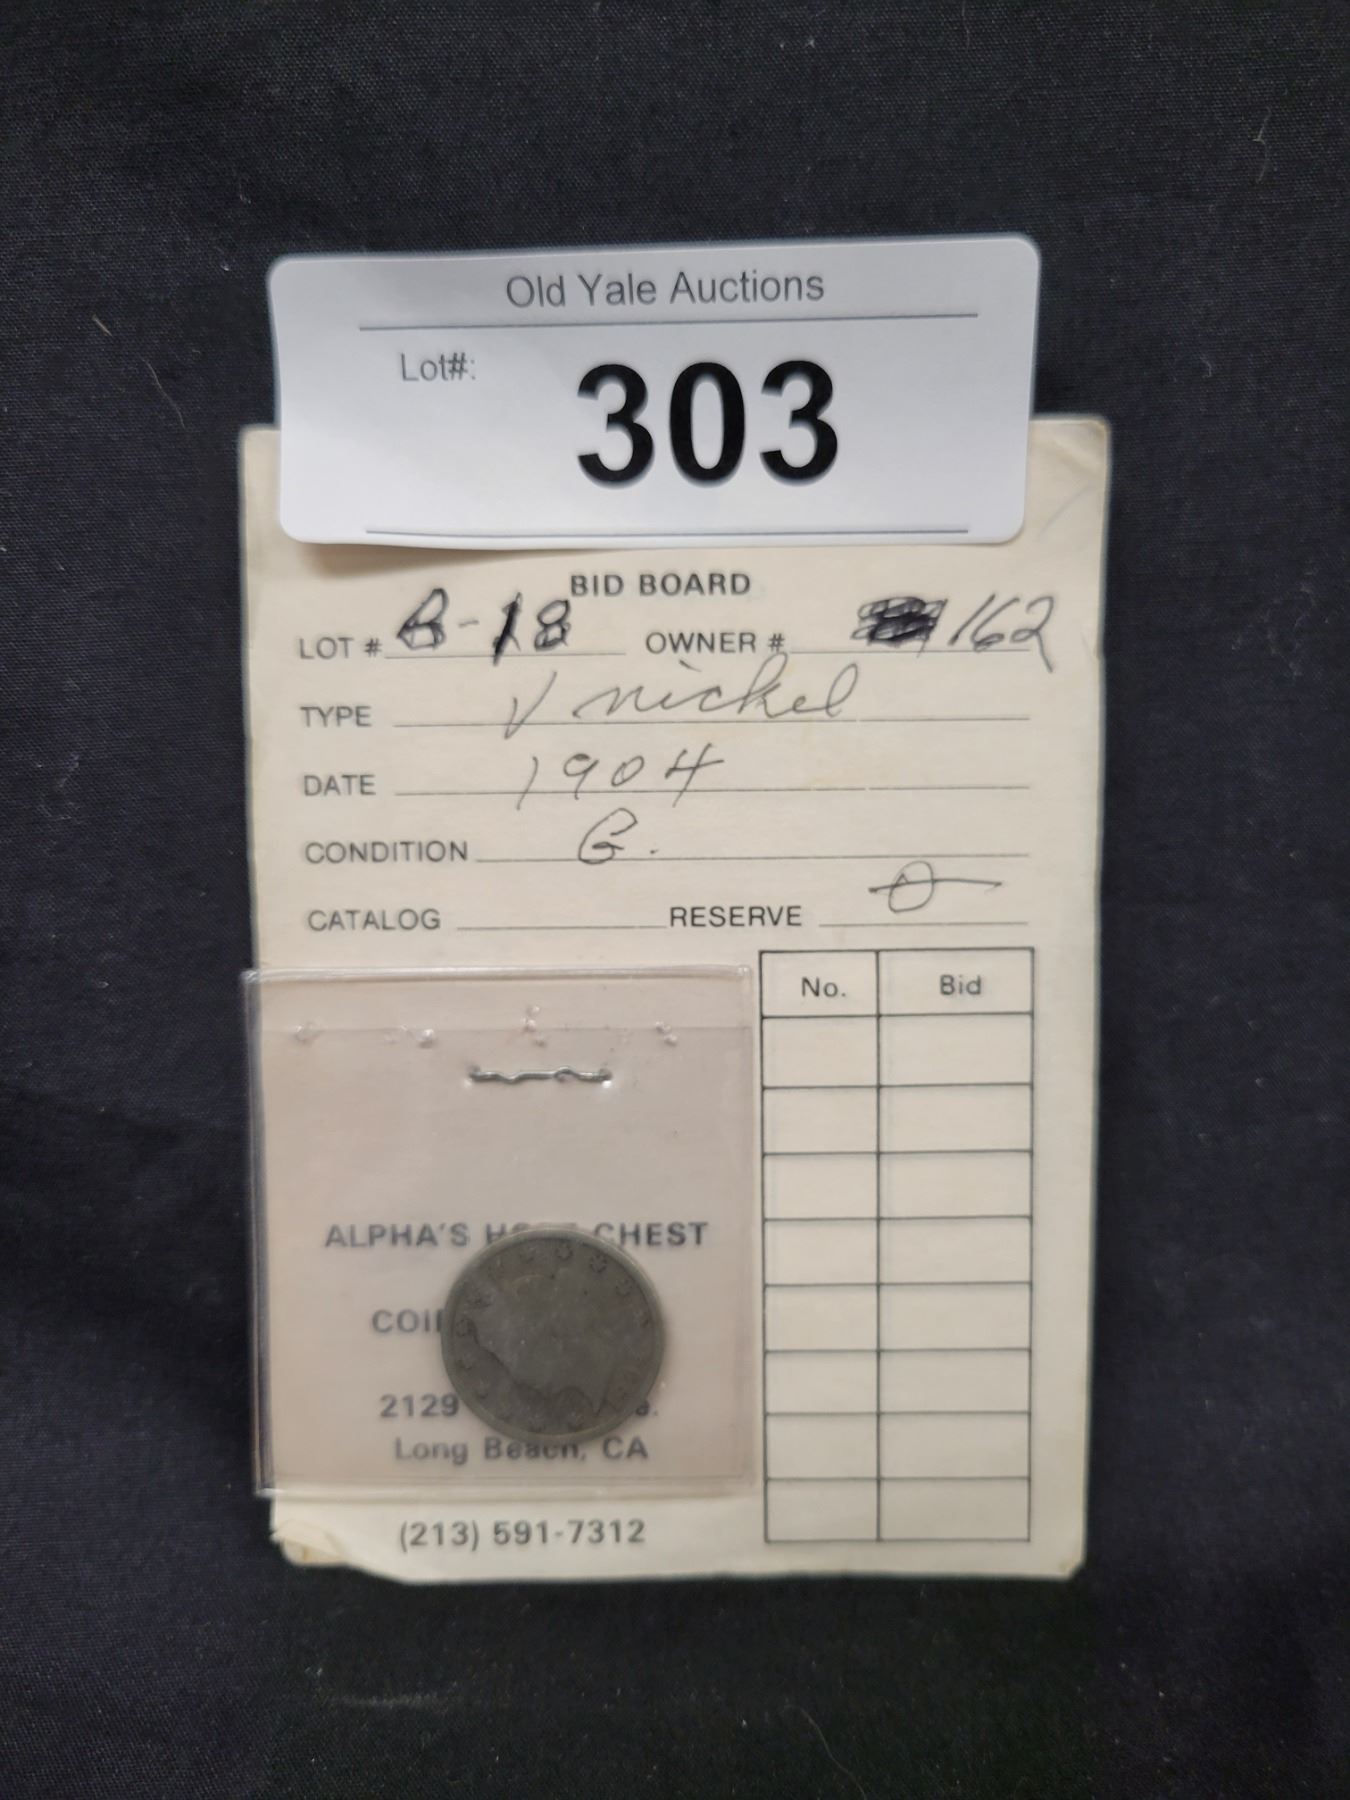 Old Yale Auctions
Lot#: 303
BID BOARD
LOT # B-18 OWNER # 162
TYPE V nickel
DATE 1904
CONDITION G.
CATALOG RESERVE 0
No. Bid
ALPHA'S CHEST
2129
Long Beach, CA
(213) 591-7312